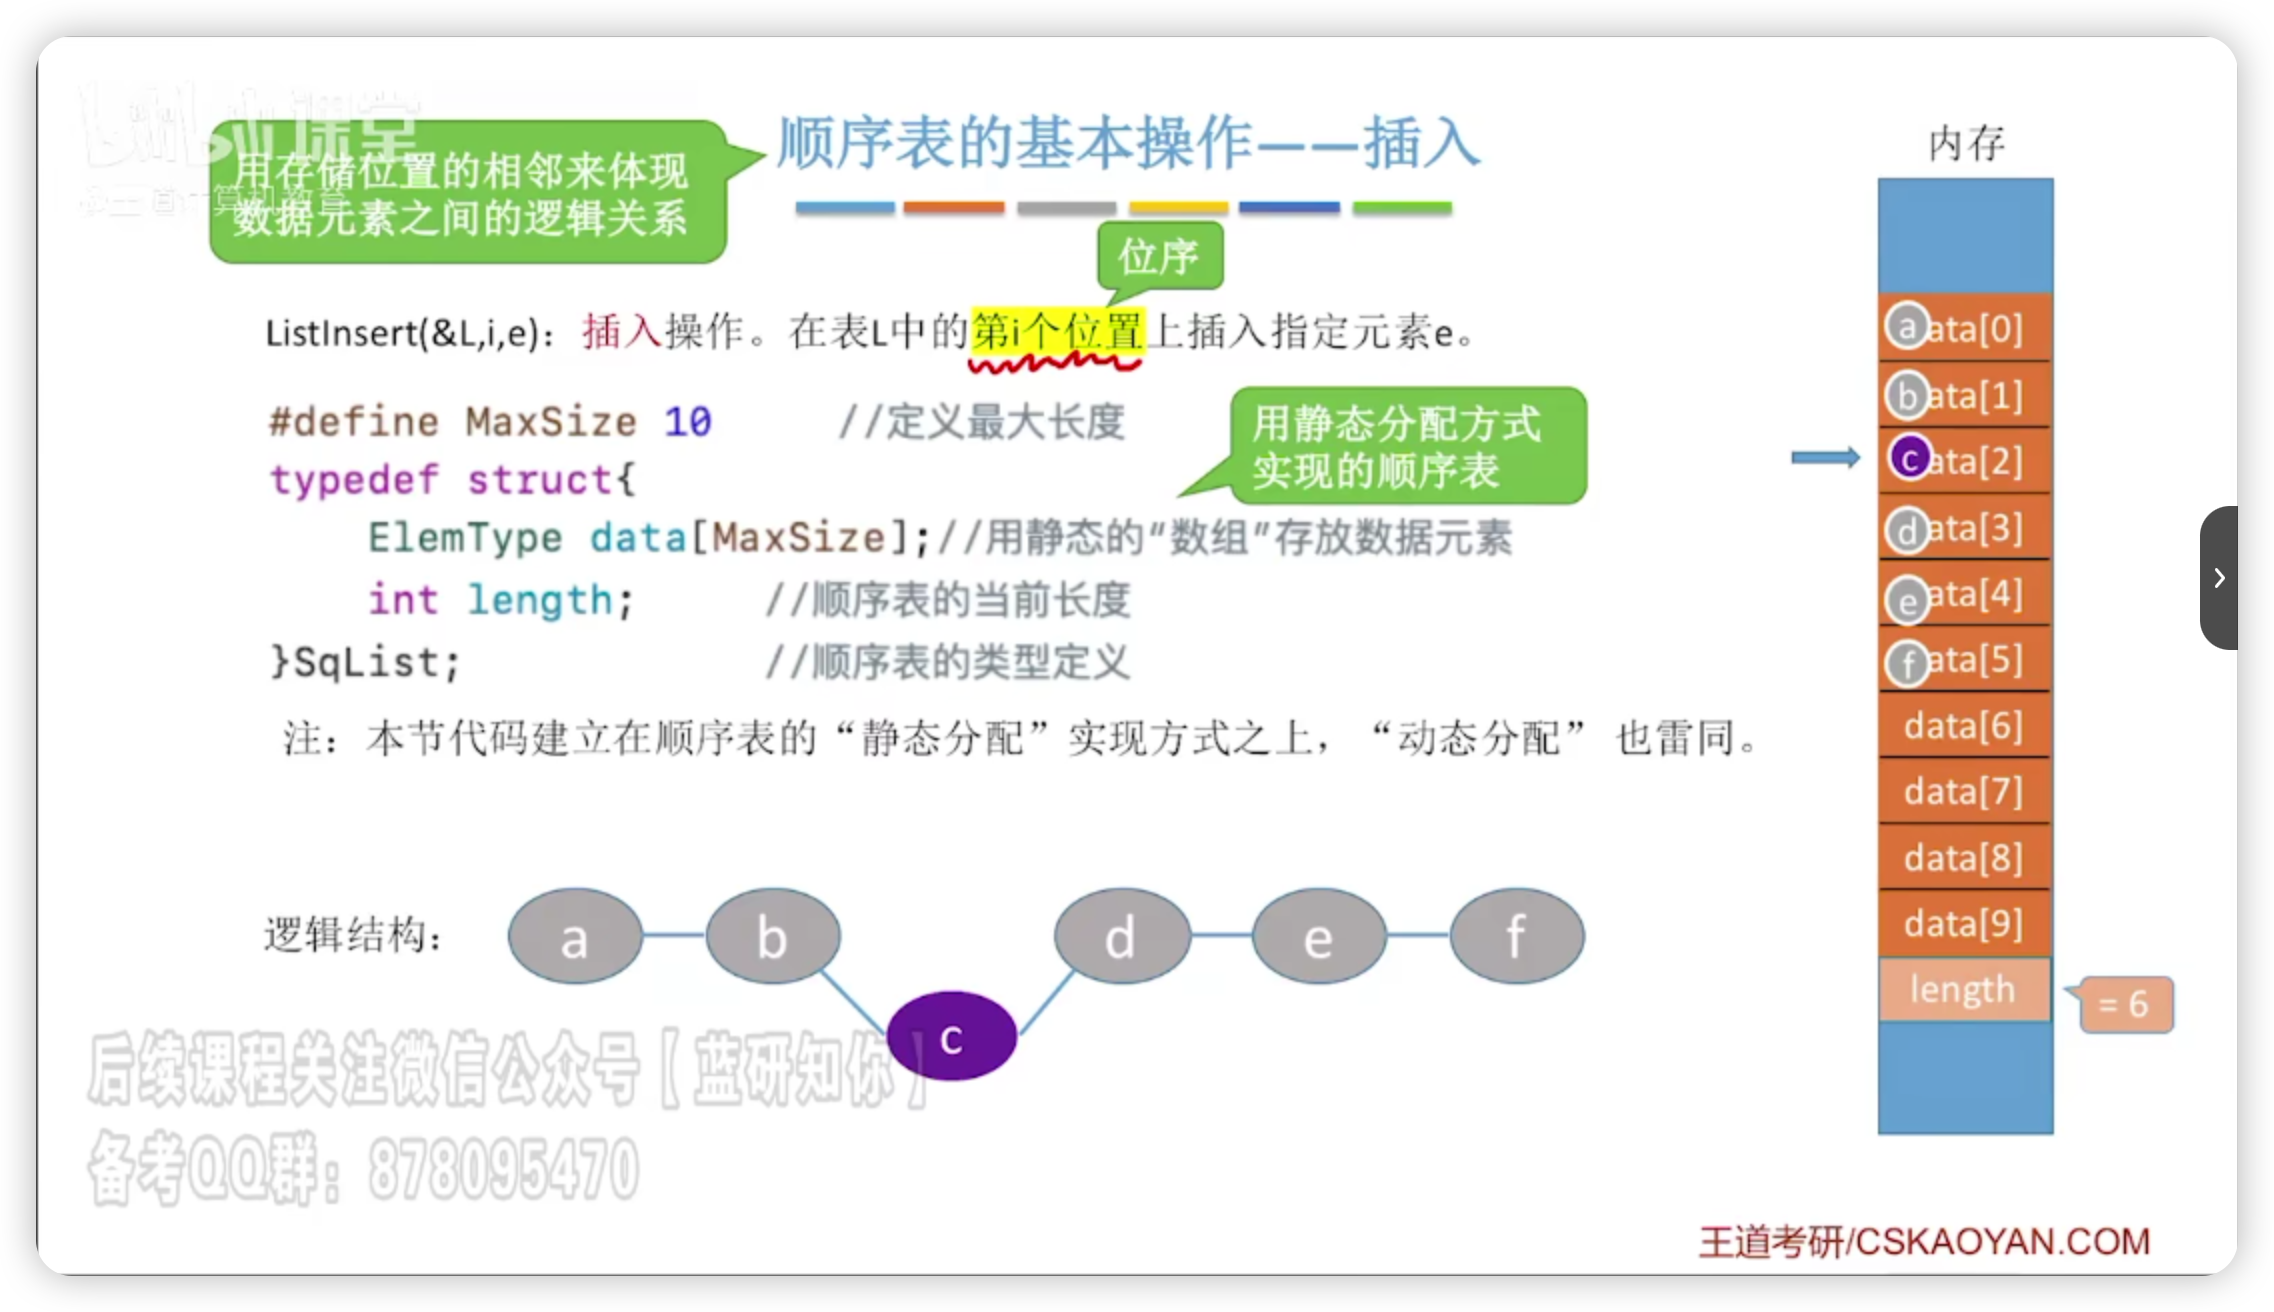 bilibili课堂
顺序表的基本操作——插入
用存储位置的相邻来体现
数据元素之间的逻辑关系
位序
ListInsert(&L,i,e)：插入操作。在表L中的第i个位置上插入指定元素e。
#define MaxSize 10 //定义最大长度
typedef struct{
用静态分配方式
实现的顺序表
ElemType data[MaxSize];//用静态的“数组”存放数据元素
int length; //顺序表的当前长度
}SqList; //顺序表的类型定义
注：本节代码建立在顺序表的“静态分配”实现方式之上，“动态分配” 也雷同。
逻辑结构：
a
b
c
d
e
f
内存
a ata[0]
b ata[1]
c ata[2]
d ata[3]
e ata[4]
f ata[5]
data[6]
data[7]
data[8]
data[9]
length
= 6
后续课程关注微信公众号【蓝研知你】
备考QQ群：878095470
王道考研/CSKAOYAN.COM